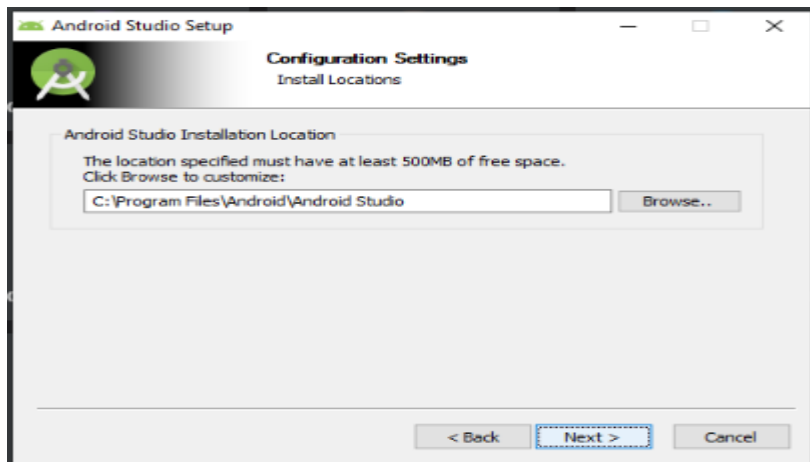 Android Studio Setup
Configuration Settings
Install Locations
Android Studio Installation Location
The location specified must have at least 500MB of free space.
Click Browse to customize:
C:\Program Files\Android\Android Studio
Browse..
< Back
Next >
Cancel